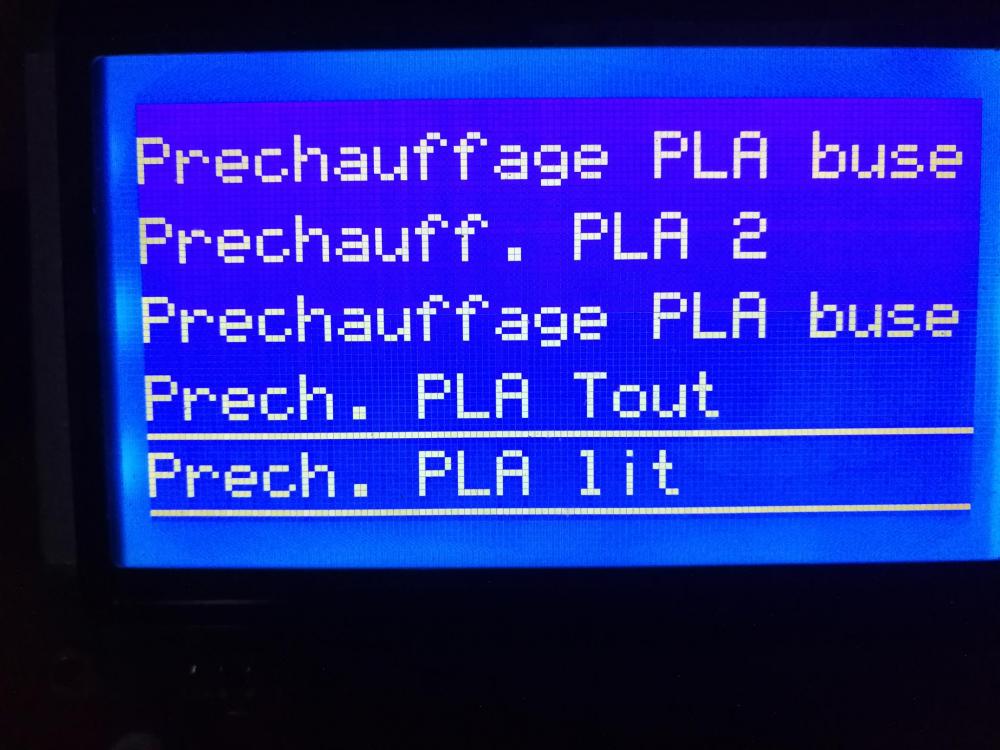 Prechauffage PLA buse
Prechauff. PLA 2
Prechauffage PLA buse
Prech. PLA Tout
Prech. PLA lit